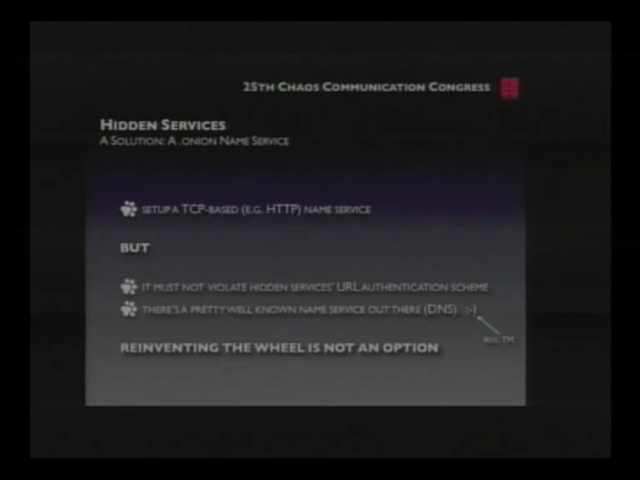 25TH CHAOS COMMUNICATION CONGRESS
HIDDEN SERVICES
A SOLUTION: A .ONION NAME SERVICE
SETUP A TCP-BASED (E.G. HTTP) NAME SERVICE
BUT
IT MUST NOT VIOLATE HIDDEN SERVICES' URL AUTHENTICATION SCHEME
THERE'S A PRETTY WELL KNOWN NAME SERVICE OUT THERE (DNS) ;-)
REG. TM
REINVENTING THE WHEEL IS NOT AN OPTION